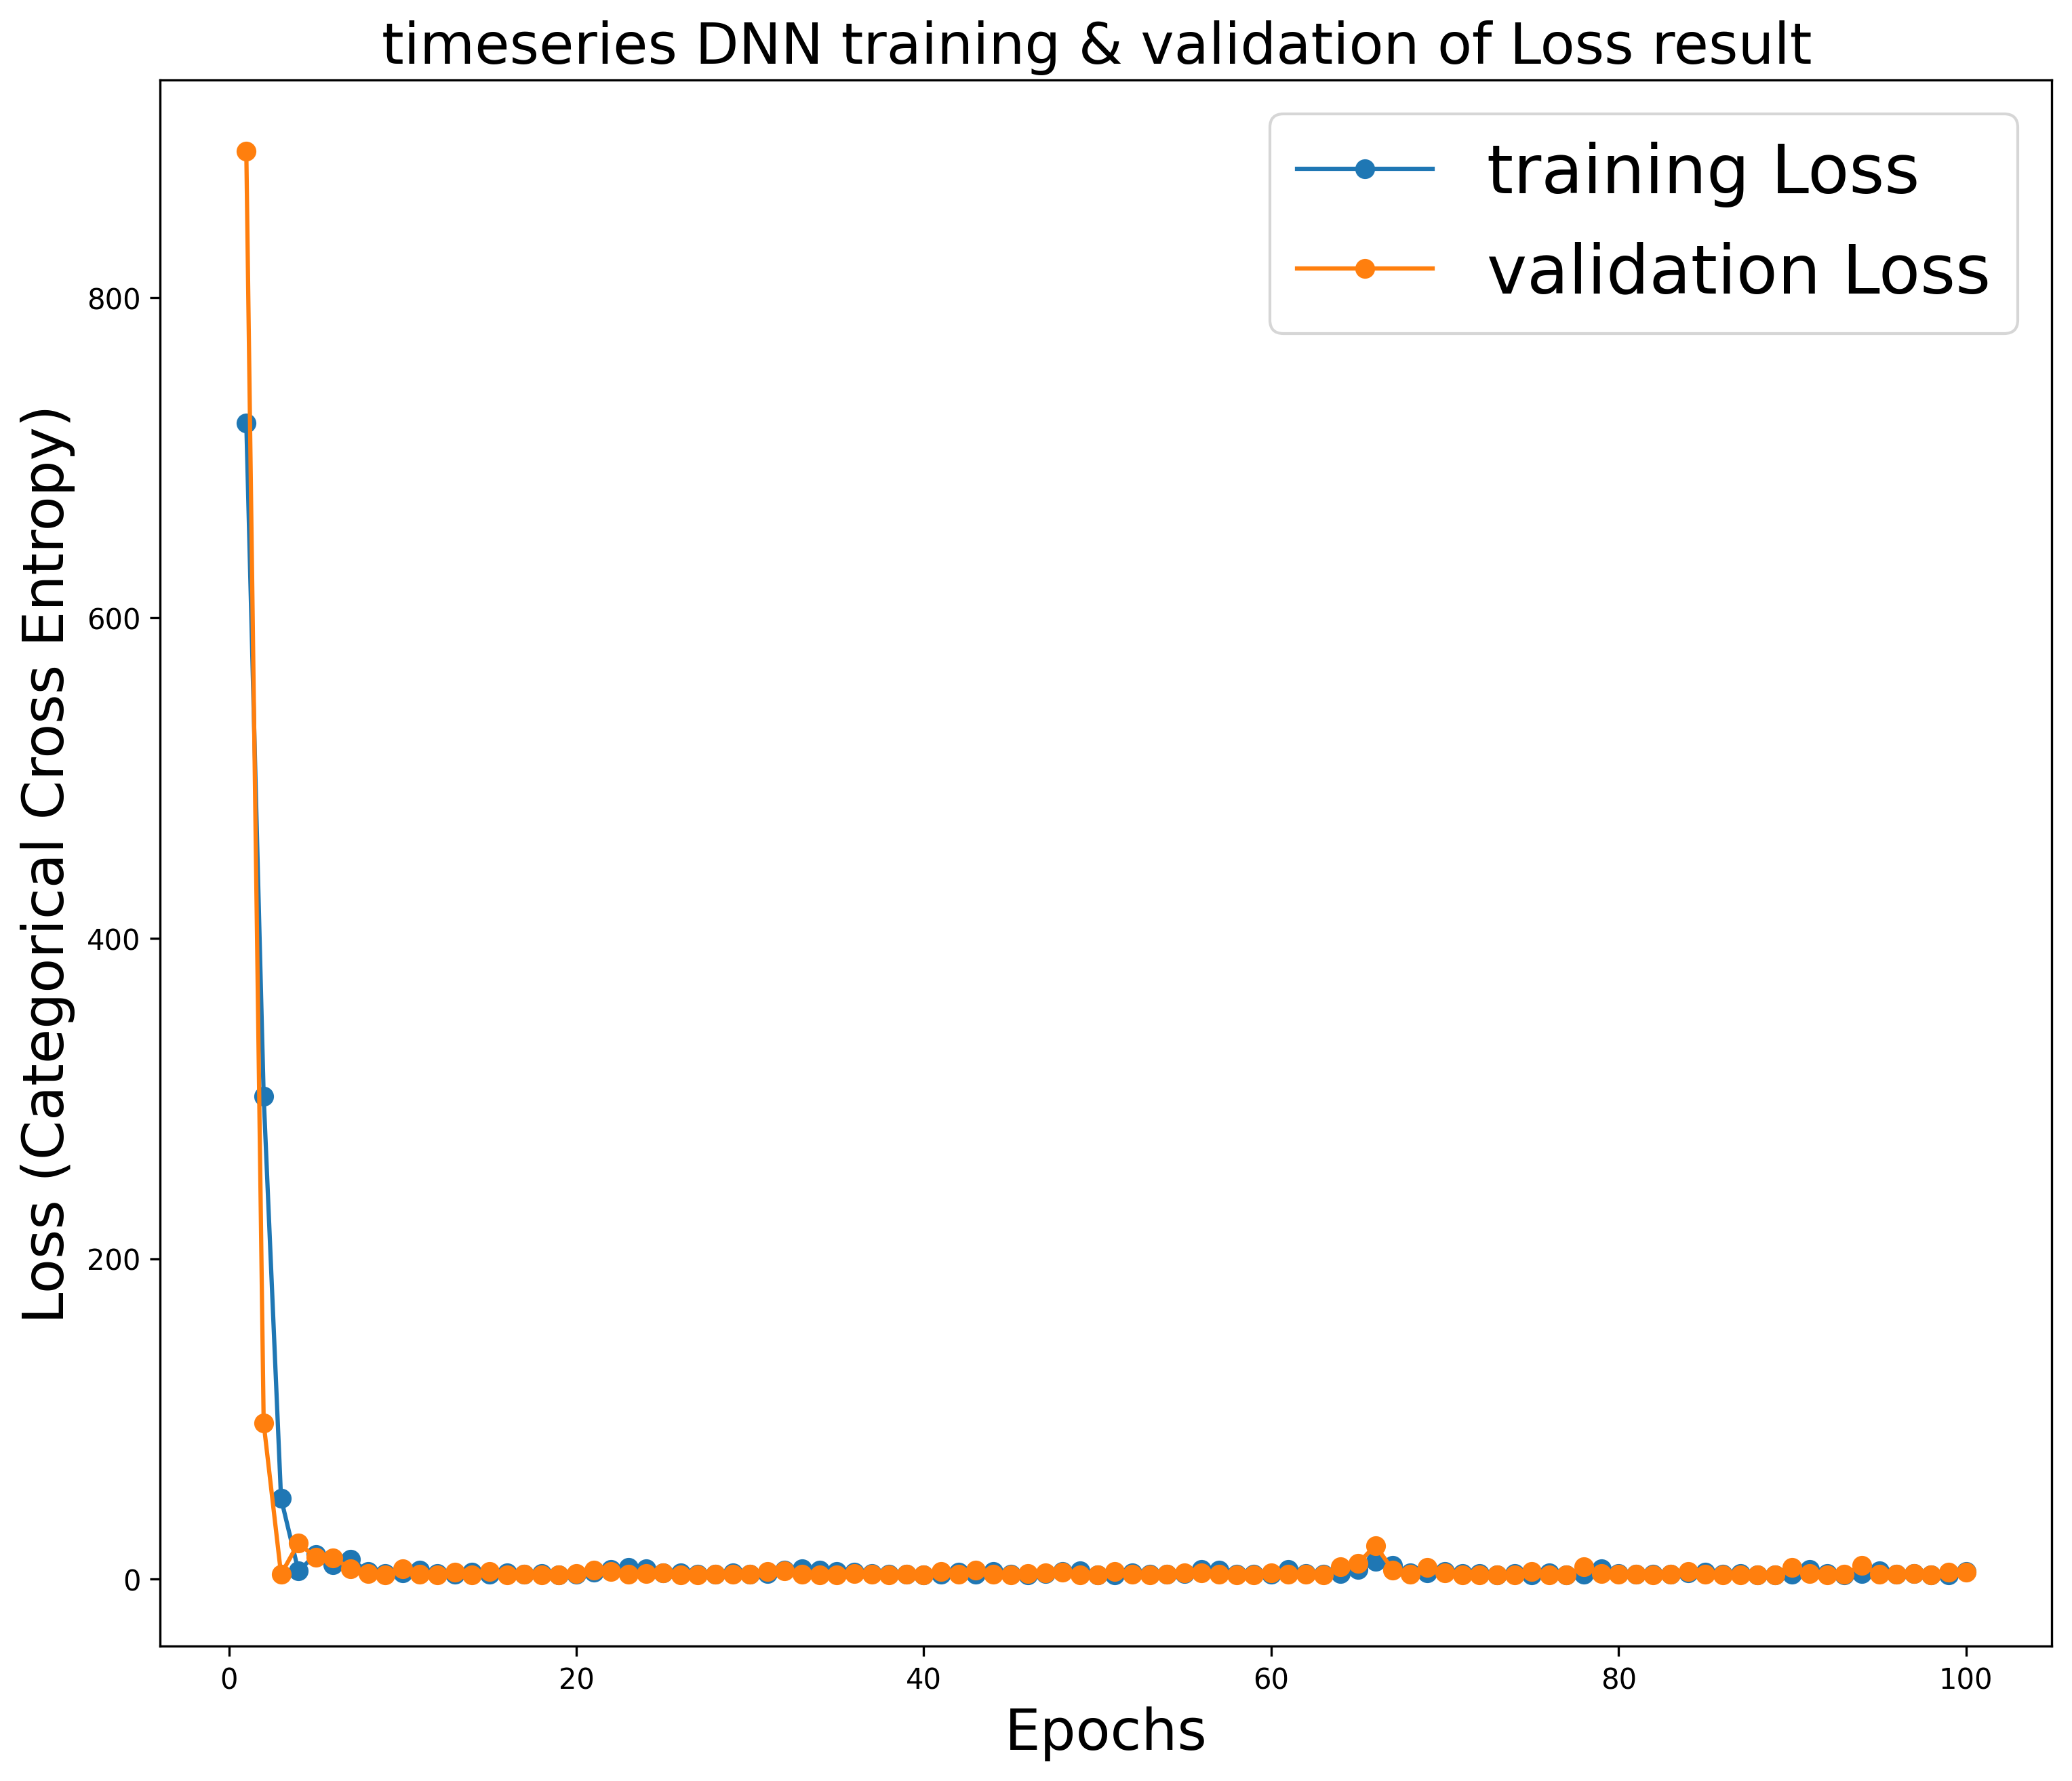 timeseries DNN training & validation of Loss result
training Loss
validation Loss
Loss (Categorical Cross Entropy)
800
600
400
200
0
0 20 40 60 80 100
Epochs